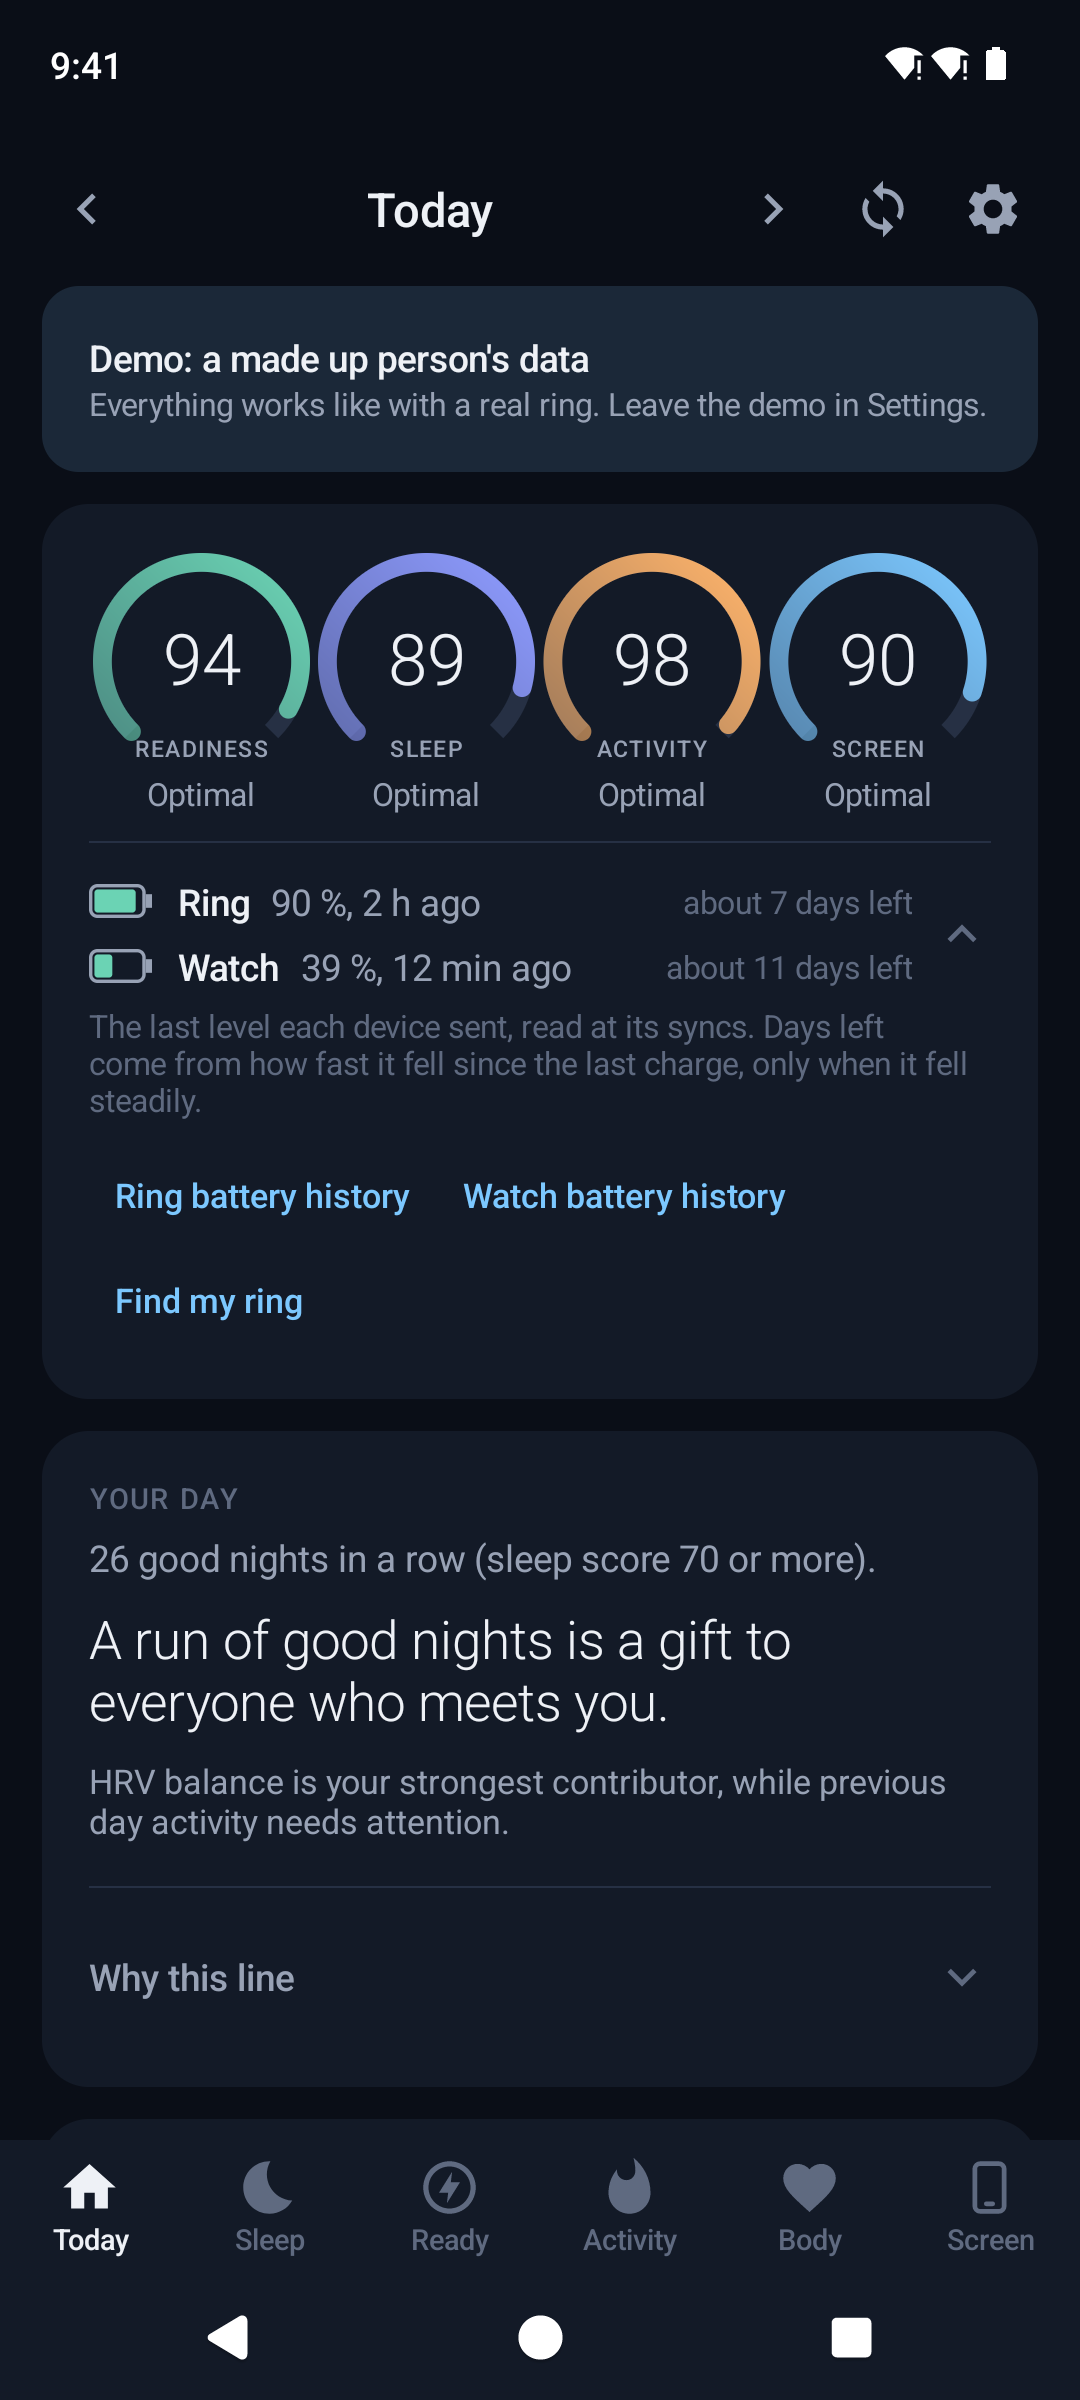 9:41
Today
Demo: a made up person's data
Everything works like with a real ring. Leave the demo in Settings.
94
89
98
90
READINESS
SLEEP
ACTIVITY
SCREEN
Optimal
Optimal
Optimal
Optimal
Ring 90 %, 2 h ago about 7 days left
Watch 39 %, 12 min ago about 11 days left
The last level each device sent, read at its syncs. Days left
come from how fast it fell since the last charge, only when it fell
steadily.
Ring battery history Watch battery history
Find my ring
YOUR DAY
26 good nights in a row (sleep score 70 or more).
A run of good nights is a gift to
everyone who meets you.
HRV balance is your strongest contributor, while previous
day activity needs attention.
Why this line
Today
Sleep
Ready
Activity
Body
Screen